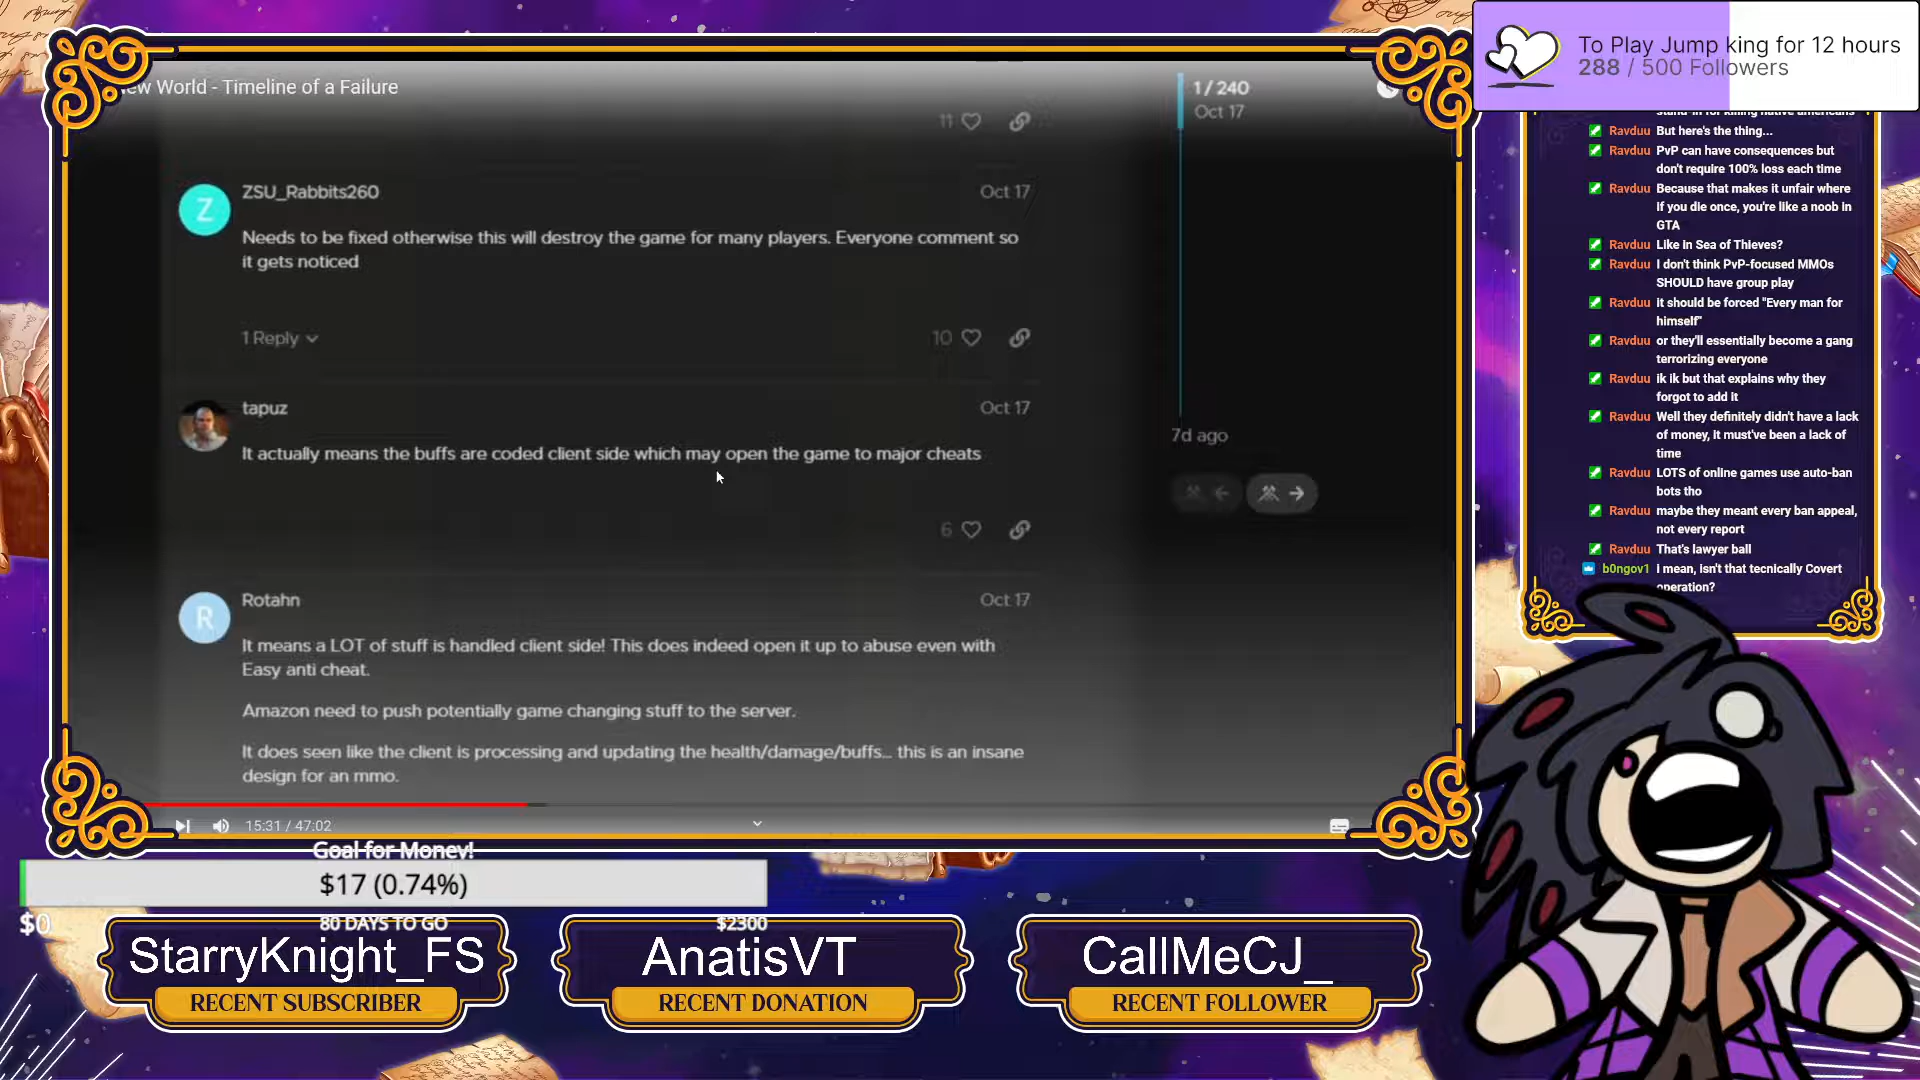 ew World - Timeline of a Failure
11
1 / 240
Oct 17
Z
ZSU_Rabbits260
Oct 17
Needs to be fixed otherwise this will destroy the game for many players. Everyone comment so
it gets noticed
1 Reply
10
tapuz
Oct 17
It actually means the buffs are coded client side which may open the game to major cheats
7d ago
6
R
Rotahn
Oct 17
It means a LOT of stuff is handled client side! This does indeed open it up to abuse even with
Easy anti cheat.
Amazon need to push potentially game changing stuff to the server.
It does seen like the client is processing and updating the health/damage/buffs... this is an insane
design for an mmo.
15:31 / 47:02
To Play Jump king for 12 hours
288 / 500 Followers
stand-in for killing native americans
Ravduu But here's the thing...
Ravduu PvP can have consequences but
don't require 100% loss each time
Ravduu Because that makes it unfair where
if you die once, you're like a noob in
GTA
Ravduu Like in Sea of Thieves?
Ravduu I don't think PvP-focused MMOs
SHOULD have group play
Ravduu It should be forced "Every man for
himself"
Ravduu or they'll essentially become a gang
terrorizing everyone
Ravduu ik ik but that explains why they
forgot to add it
Ravduu Well they definitely didn't have a lack
of money, it must've been a lack of
time
Ravduu LOTS of online games use auto-ban
bots tho
Ravduu maybe they meant every ban appeal,
not every report
Ravduu That's lawyer ball
b0ngov1 i mean, isn't that tecnically Covert
operation?
Goal for Money!
$17 (0.74%)
$0
80 DAYS TO GO
$2300
StarryKnight_FS
RECENT SUBSCRIBER
AnatisVT
RECENT DONATION
CallMeCJ_
RECENT FOLLOWER